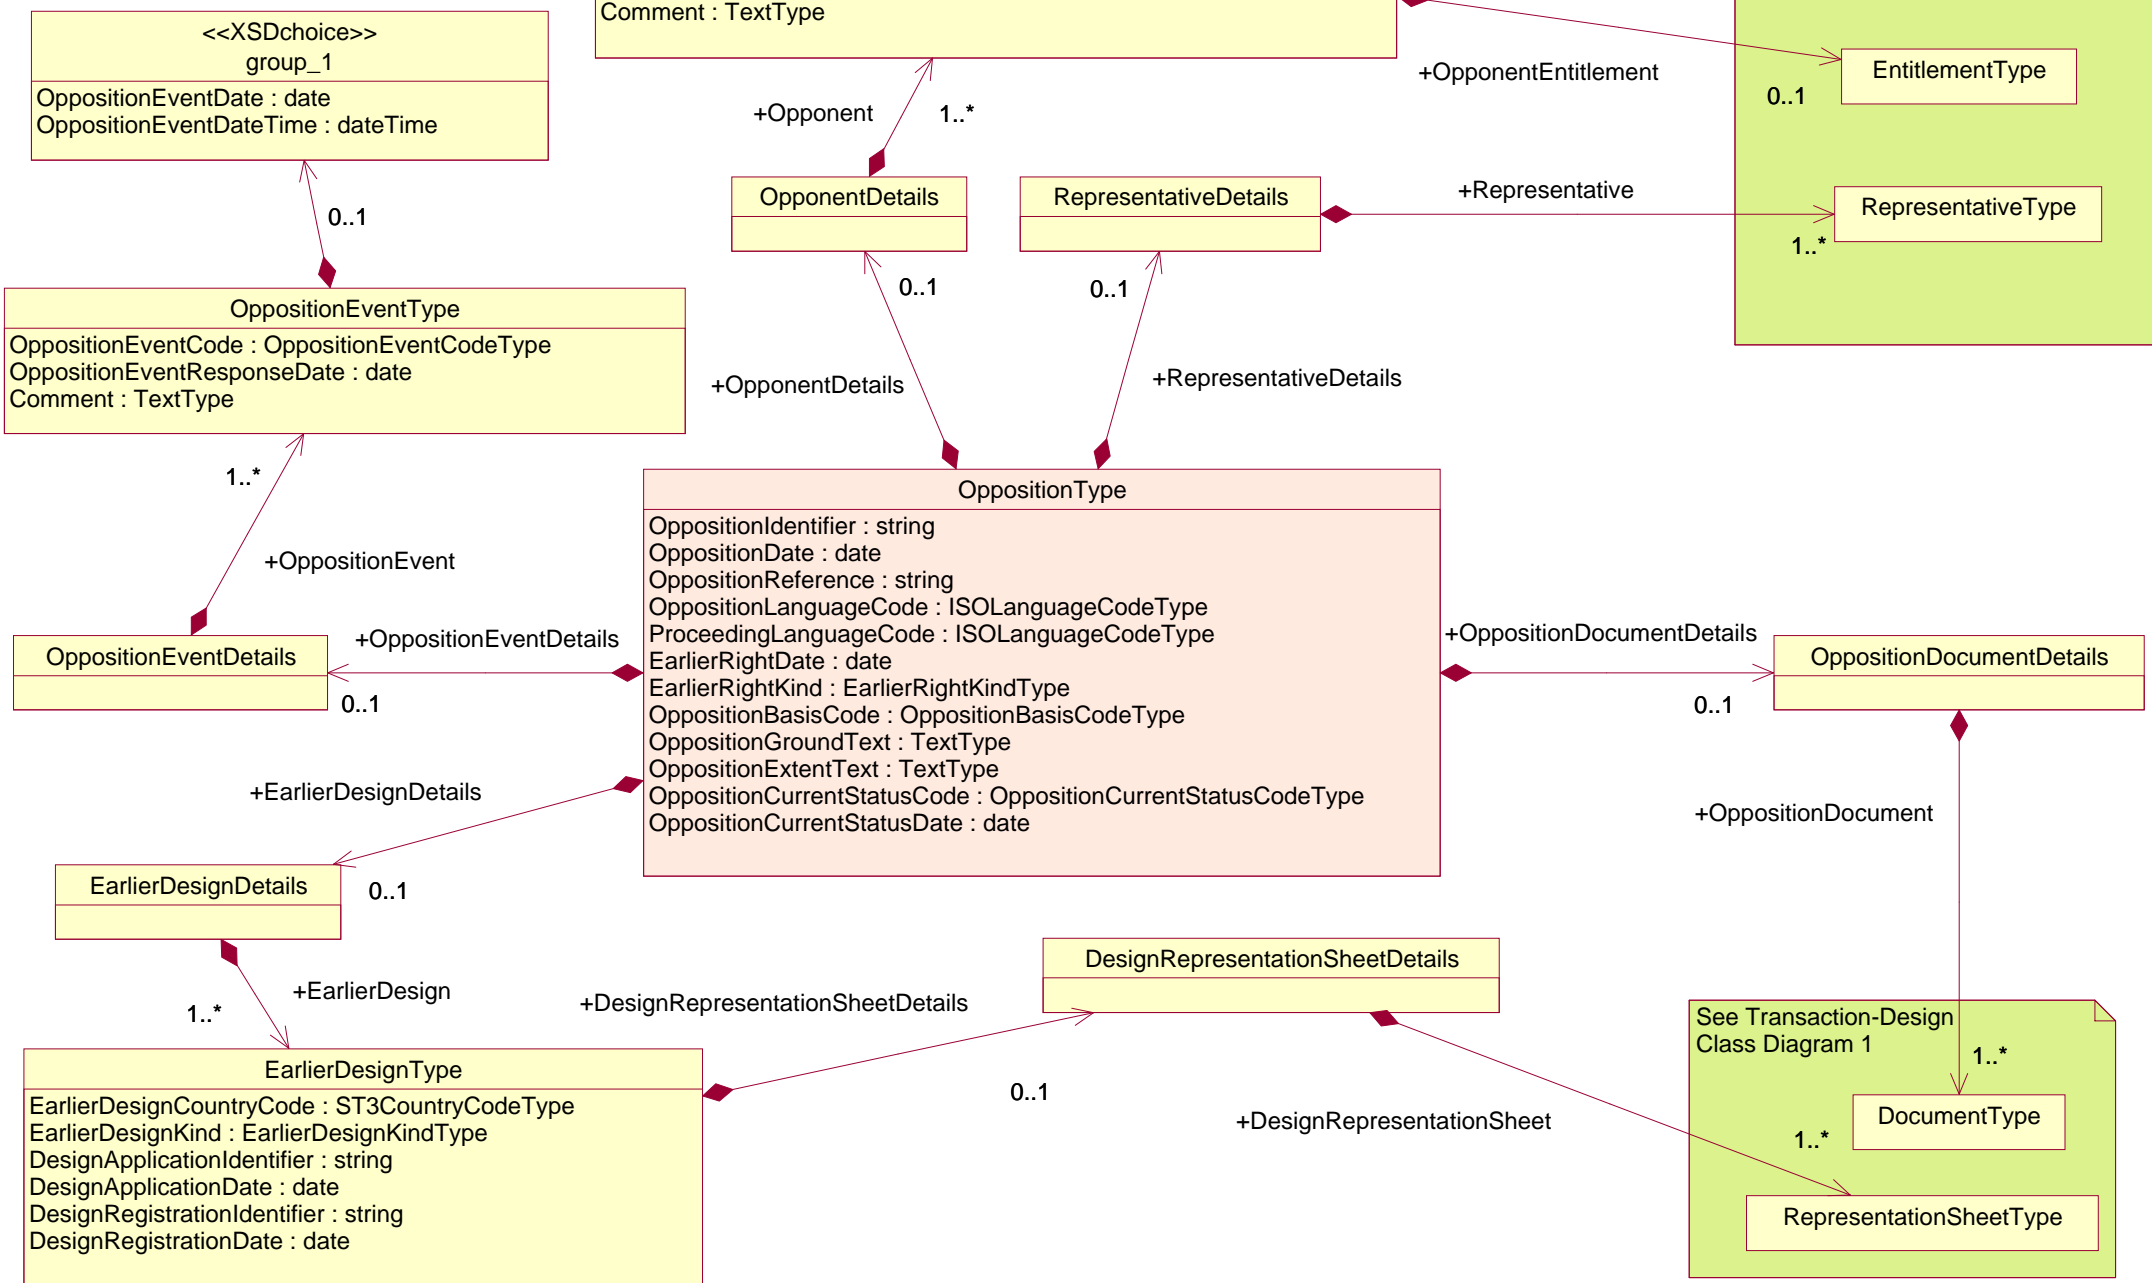 Comment : TextType
<<XSDchoice>>
group_1
OppositionEventDate : date
OppositionEventDateTime : dateTime
+OpponentEntitlement
EntitlementType
0..1
+Opponent
1..*
OpponentDetails
RepresentativeDetails
+Representative
RepresentativeType
1..*
0..1
OppositionEventType
OppositionEventCode : OppositionEventCodeType
OppositionEventResponseDate : date
Comment : TextType
0..1
0..1
+OpponentDetails
+RepresentativeDetails
1..*
+OppositionEvent
OppositionType
OppositionIdentifier : string
OppositionDate : date
OppositionReference : string
OppositionLanguageCode : ISOLanguageCodeType
ProceedingLanguageCode : ISOLanguageCodeType
EarlierRightDate : date
EarlierRightKind : EarlierRightKindType
OppositionBasisCode : OppositionBasisCodeType
OppositionGroundText : TextType
OppositionExtentText : TextType
OppositionCurrentStatusCode : OppositionCurrentStatusCodeType
OppositionCurrentStatusDate : date
OppositionEventDetails
+OppositionEventDetails
0..1
+OppositionDocumentDetails
0..1
OppositionDocumentDetails
+EarlierDesignDetails
0..1
+OppositionDocument
EarlierDesignDetails
+EarlierDesign
1..*
+DesignRepresentationSheetDetails
DesignRepresentationSheetDetails
0..1
EarlierDesignType
EarlierDesignCountryCode : ST3CountryCodeType
EarlierDesignKind : EarlierDesignKindType
DesignApplicationIdentifier : string
DesignApplicationDate : date
DesignRegistrationIdentifier : string
DesignRegistrationDate : date
+DesignRepresentationSheet
See Transaction-Design
Class Diagram 1
1..*
DocumentType
1..*
RepresentationSheetType